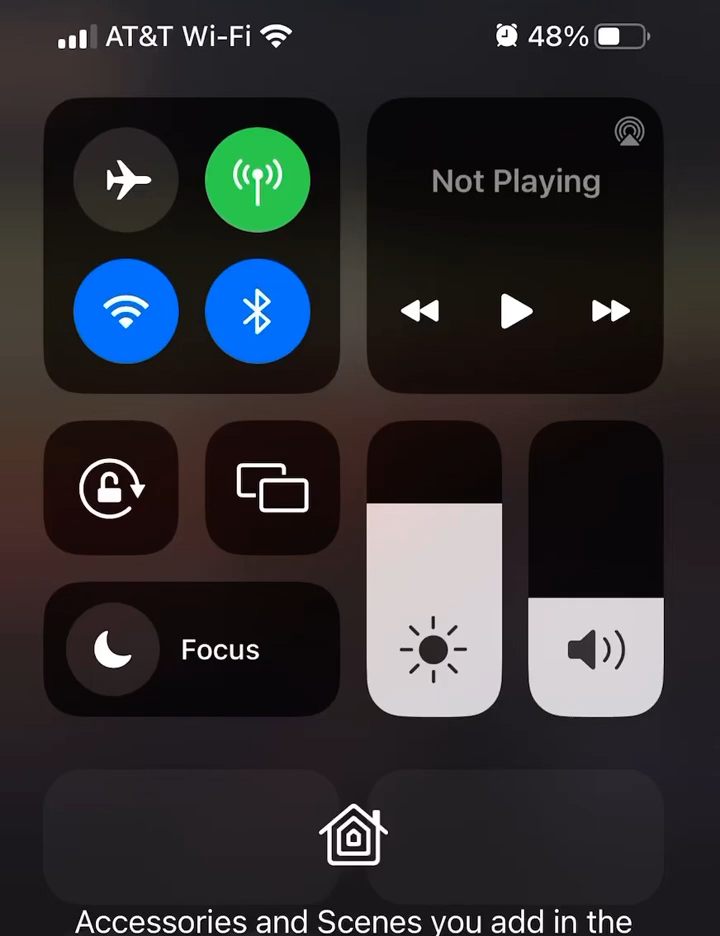 AT&T Wi-Fi 48%
Not Playing
Focus
Accessories and Scenes you add in the